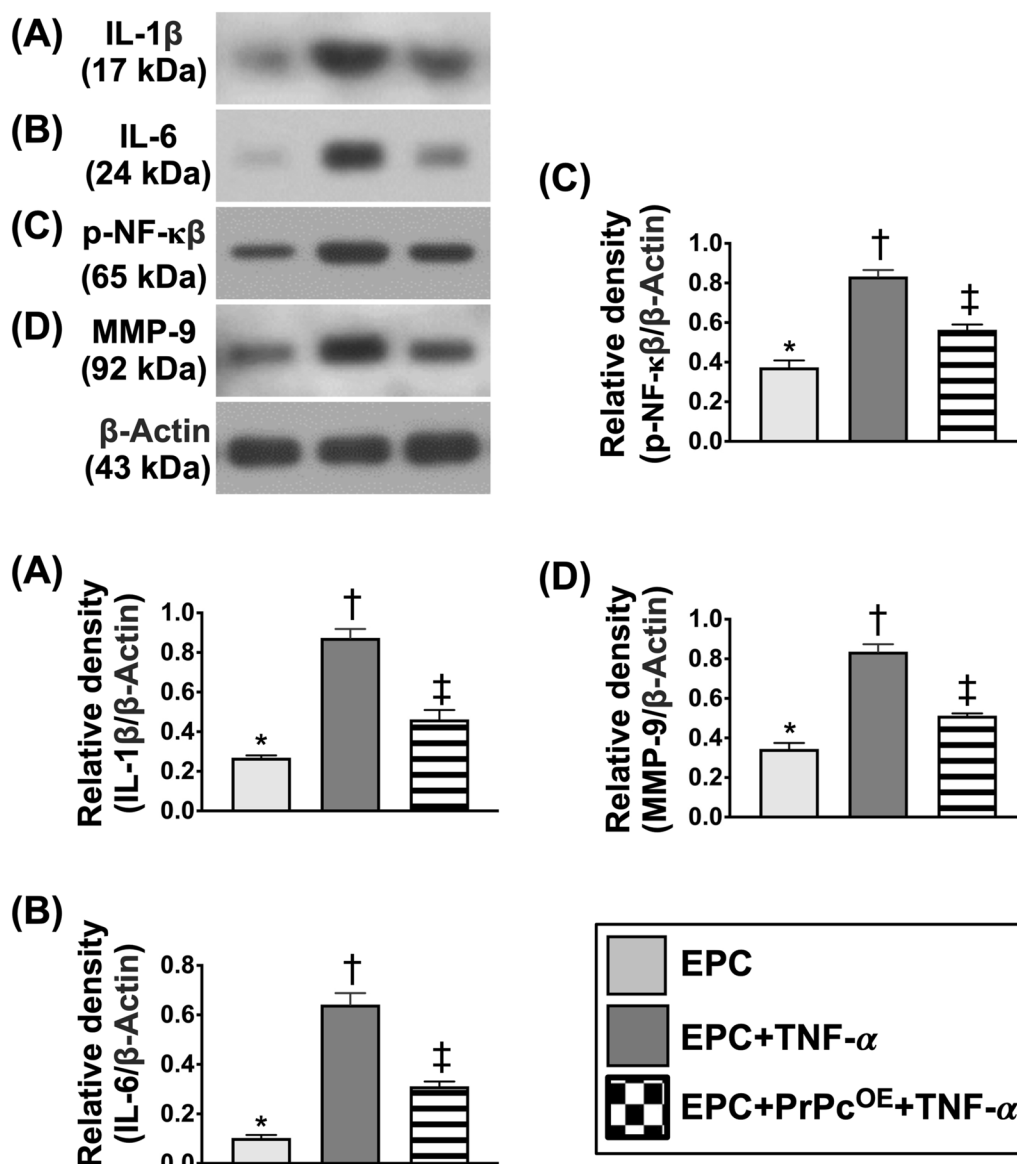 (A) IL-1β
(17 kDa)
(B) IL-6
(24 kDa)
(C) p-NF-κβ
(65 kDa)
(D) MMP-9
(92 kDa)
β-Actin
(43 kDa)
(C)
Relative density
(p-NF-κβ/β-Actin)
1.0
0.8
0.6
0.4
0.2
0.0
*
†
‡
(A)
Relative density
(IL-1β/β-Actin)
1.0
0.8
0.6
0.4
0.2
0.0
*
†
‡
(D)
Relative density
(MMP-9/β-Actin)
1.0
0.8
0.6
0.4
0.2
0.0
*
†
‡
(B)
Relative density
(IL-6/β-Actin)
0.8
0.6
0.4
0.2
0.0
*
†
‡
EPC
EPC+TNF-α
EPC+PrPcOE+TNF-α